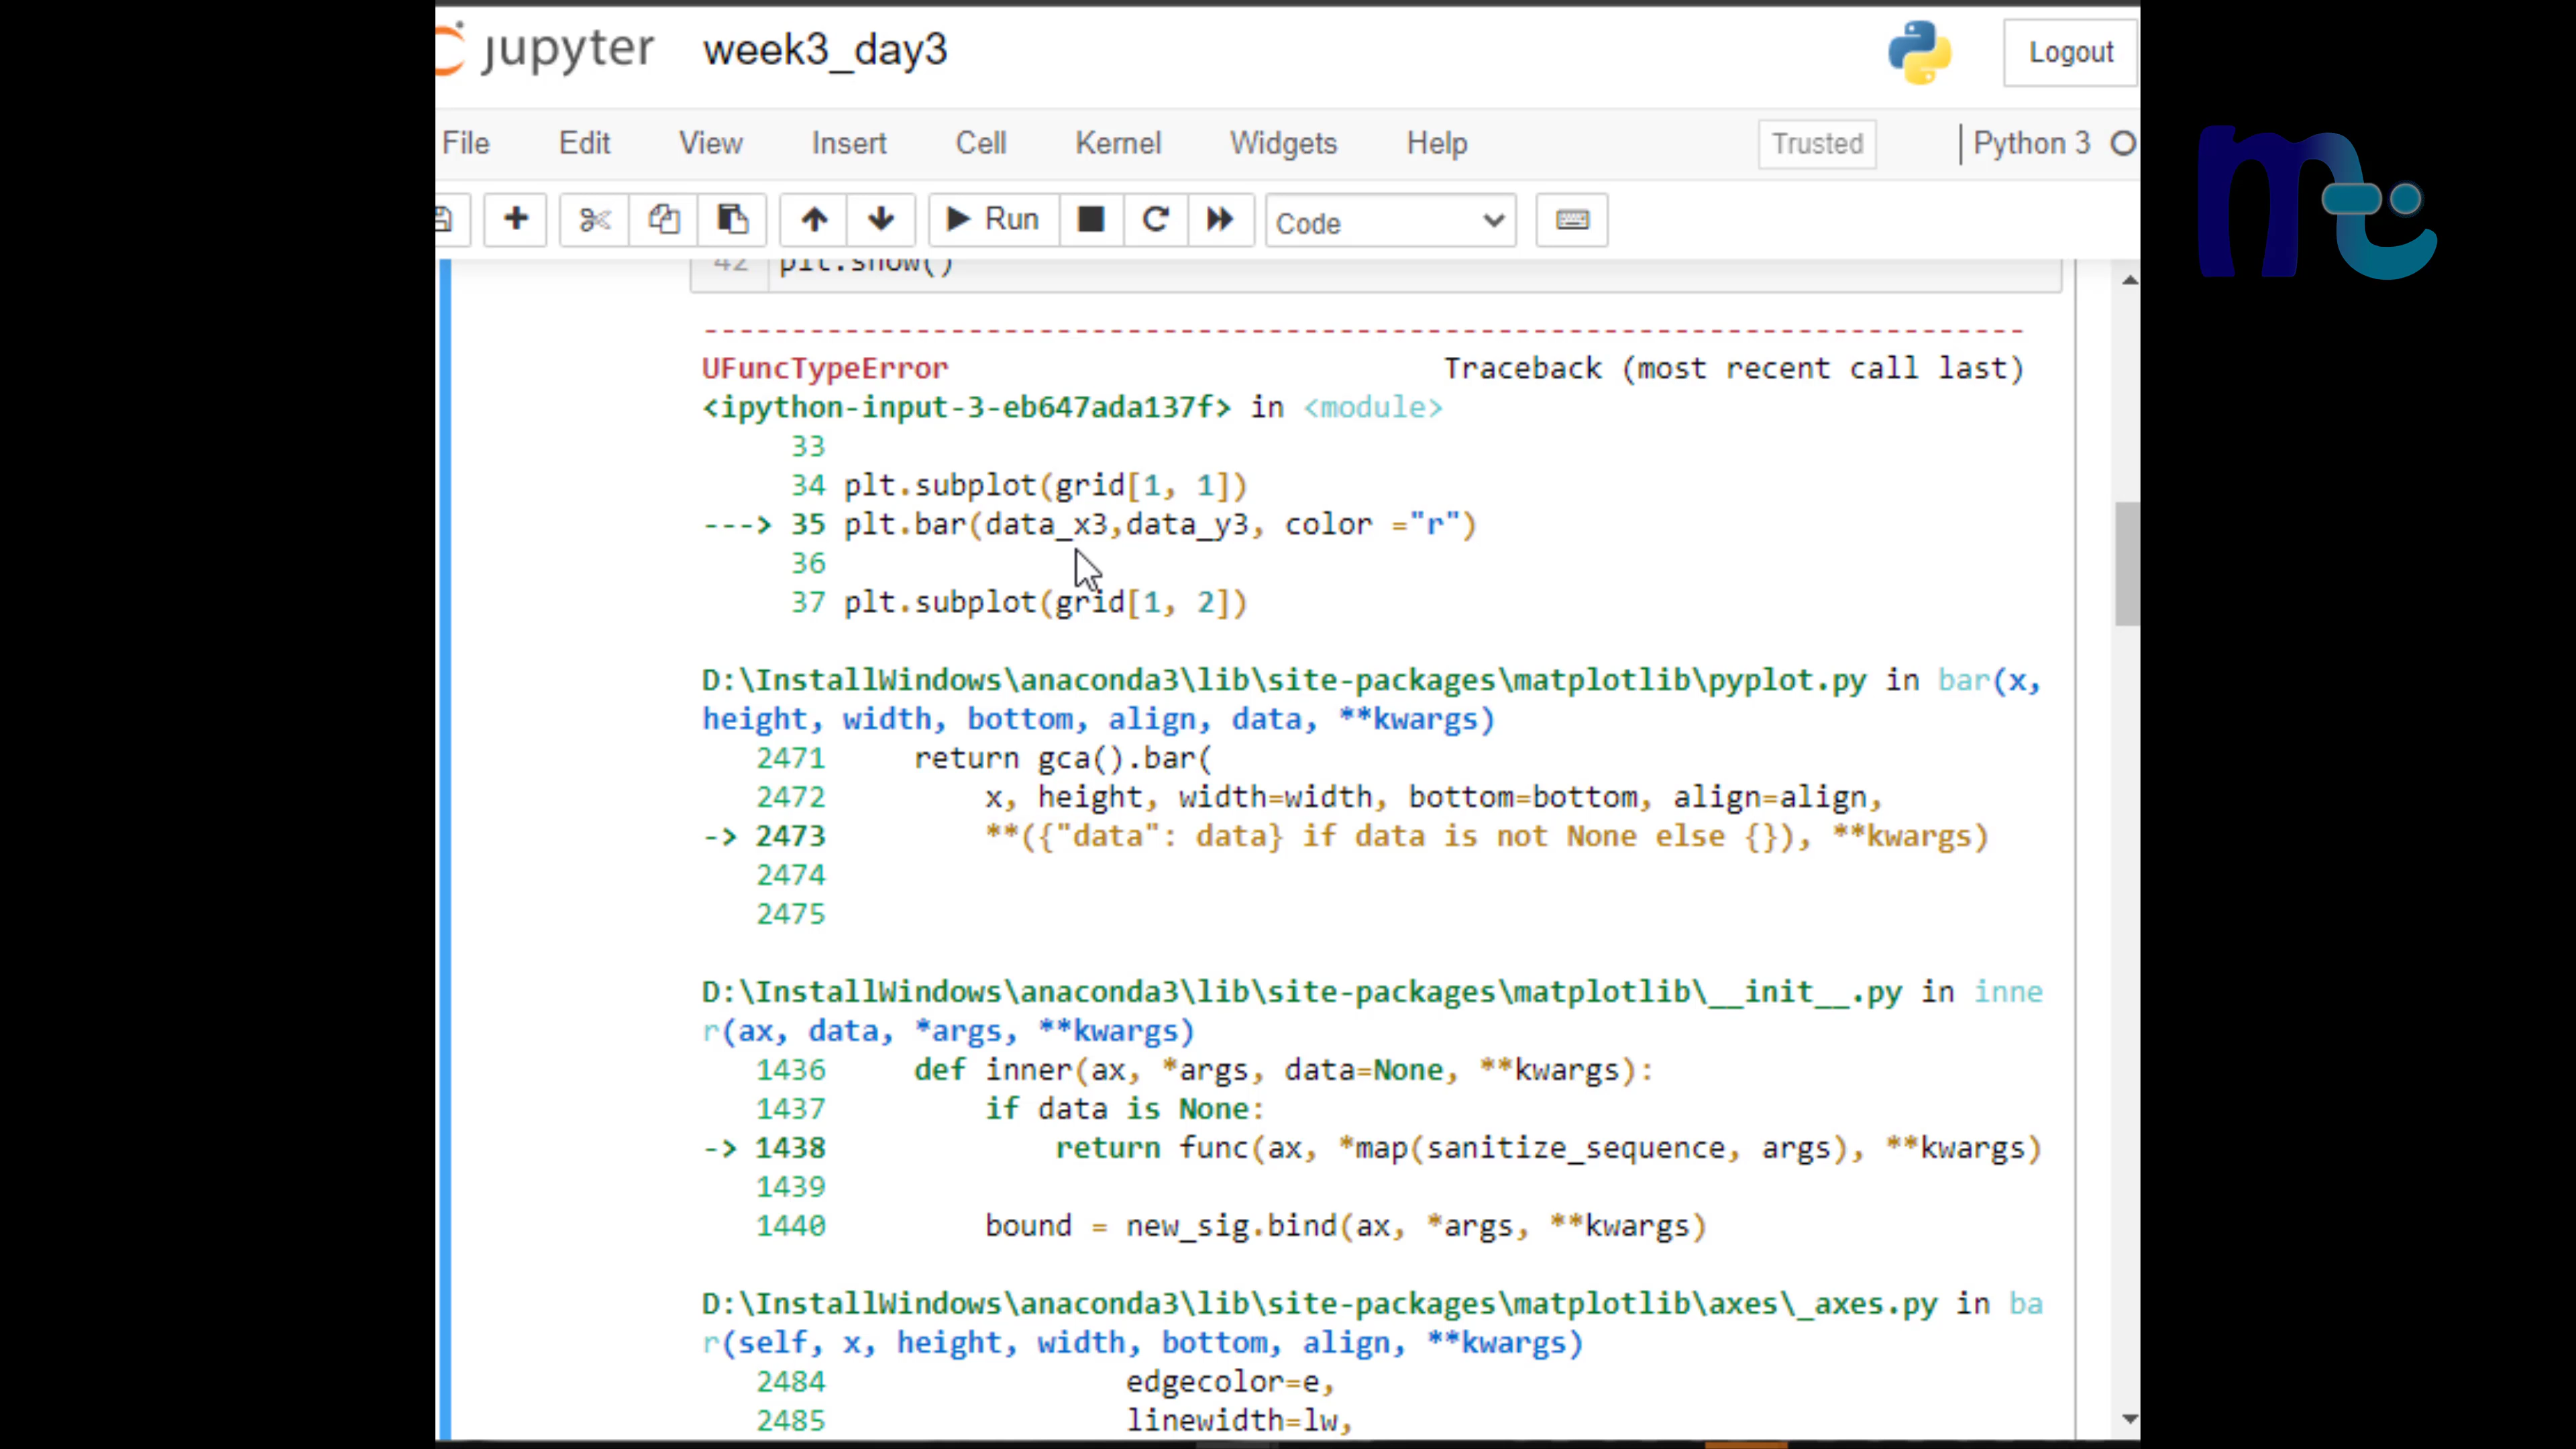 jupyter week3_day3 Logout
File Edit View Insert Cell Kernel Widgets Help Trusted Python 3
Run Code
42 plt.show()
---------------------------------------------------------------------------
UFuncTypeError Traceback (most recent call last)
<ipython-input-3-eb647ada137f> in <module>
33
34 plt.subplot(grid[1, 1])
---> 35 plt.bar(data_x3,data_y3, color ="r")
36
37 plt.subplot(grid[1, 2])
D:\InstallWindows\anaconda3\lib\site-packages\matplotlib\pyplot.py in bar(x,
height, width, bottom, align, data, **kwargs)
2471 return gca().bar(
2472 x, height, width=width, bottom=bottom, align=align,
-> 2473 **({"data": data} if data is not None else {}), **kwargs)
2474
2475
D:\InstallWindows\anaconda3\lib\site-packages\matplotlib\__init__.py in inne
r(ax, data, *args, **kwargs)
1436 def inner(ax, *args, data=None, **kwargs):
1437 if data is None:
-> 1438 return func(ax, *map(sanitize_sequence, args), **kwargs)
1439
1440 bound = new_sig.bind(ax, *args, **kwargs)
D:\InstallWindows\anaconda3\lib\site-packages\matplotlib\axes\_axes.py in ba
r(self, x, height, width, bottom, align, **kwargs)
2484 edgecolor=e,
2485 linewidth=lw,